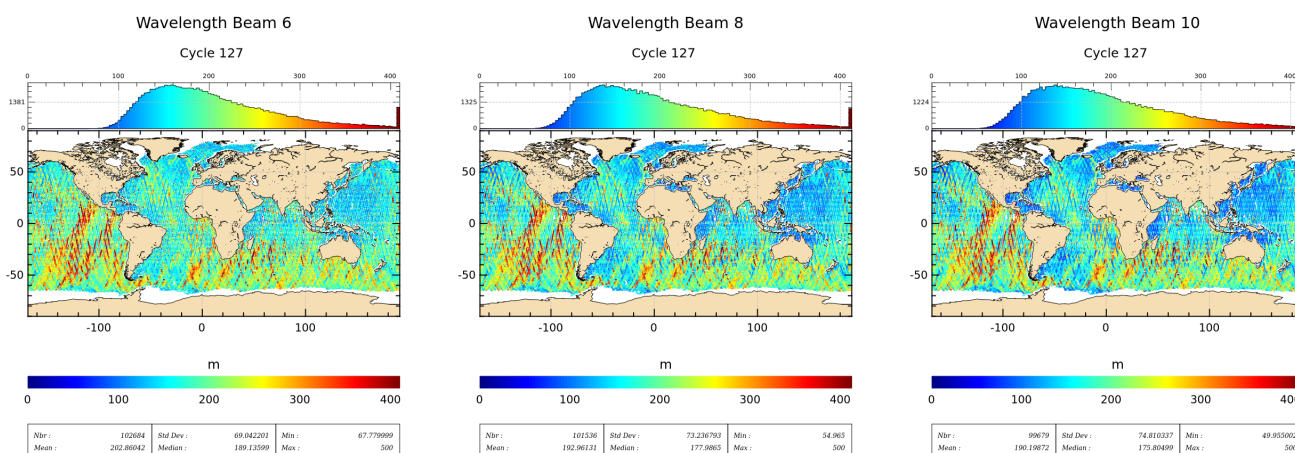 Wavelength Beam 6
Cycle 127
0 100 200 300 400
1381
0
50
0
-50
-100 0 100
m
0 100 200 300 400
Nbr : 102684 Std Dev : 69.042201 Min : 67.779999
Mean : 202.86042 Median : 189.13599 Max : 500
Wavelength Beam 8
Cycle 127
0 100 200 300 400
1325
0
50
0
-50
-100 0 100
m
0 100 200 300 400
Nbr : 101536 Std Dev : 73.236793 Min : 54.965
Mean : 192.96131 Median : 177.9865 Max : 500
Wavelength Beam 10
Cycle 127
0 100 200 300 400
1224
0
50
0
-50
-100 0 100
m
0 100 200 300 40
Nbr : 99679 Std Dev : 74.810337 Min : 49.955002
Mean : 190.19872 Median : 175.80499 Max : 500